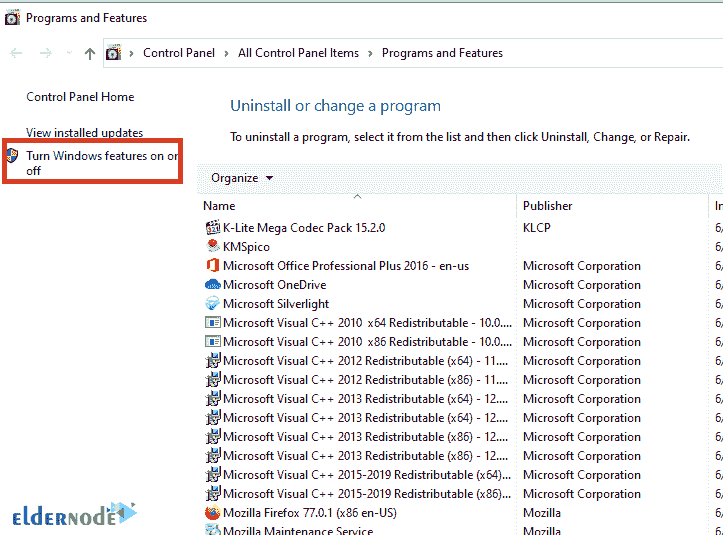 Programs and Features
Control Panel > All Control Panel Items > Programs and Features
Control Panel Home
View installed updates
Turn Windows features on or
off
Uninstall or change a program
To uninstall a program, select it from the list and then click Uninstall, Change, or Repair.
Organize
Name Publisher In
K-Lite Mega Codec Pack 15.2.0 KLCP 6/
KMSpico 6/
Microsoft Office Professional Plus 2016 - en-us Microsoft Corporation 6/
Microsoft OneDrive Microsoft Corporation 6/
Microsoft Silverlight Microsoft Corporation 6/
Microsoft Visual C++ 2010 x64 Redistributable - 10.0.... Microsoft Corporation 6/
Microsoft Visual C++ 2010 x86 Redistributable - 10.0.... Microsoft Corporation 6/
Microsoft Visual C++ 2012 Redistributable (x64) - 11.... Microsoft Corporation 6/
Microsoft Visual C++ 2012 Redistributable (x86) - 11.... Microsoft Corporation 6/
Microsoft Visual C++ 2013 Redistributable (x64) - 12.... Microsoft Corporation 6/
Microsoft Visual C++ 2013 Redistributable (x64) - 12.... Microsoft Corporation 6/
Microsoft Visual C++ 2013 Redistributable (x86) - 12.... Microsoft Corporation 6/
Microsoft Visual C++ 2013 Redistributable (x86) - 12.... Microsoft Corporation 6/
Microsoft Visual C++ 2015-2019 Redistributable (x64)... Microsoft Corporation 6/
Microsoft Visual C++ 2015-2019 Redistributable (x86)... Microsoft Corporation 6/
Mozilla Firefox 77.0.1 (x86 en-US) Mozilla 6/
Mozilla Maintenance Service Mozilla 6/
eldernode